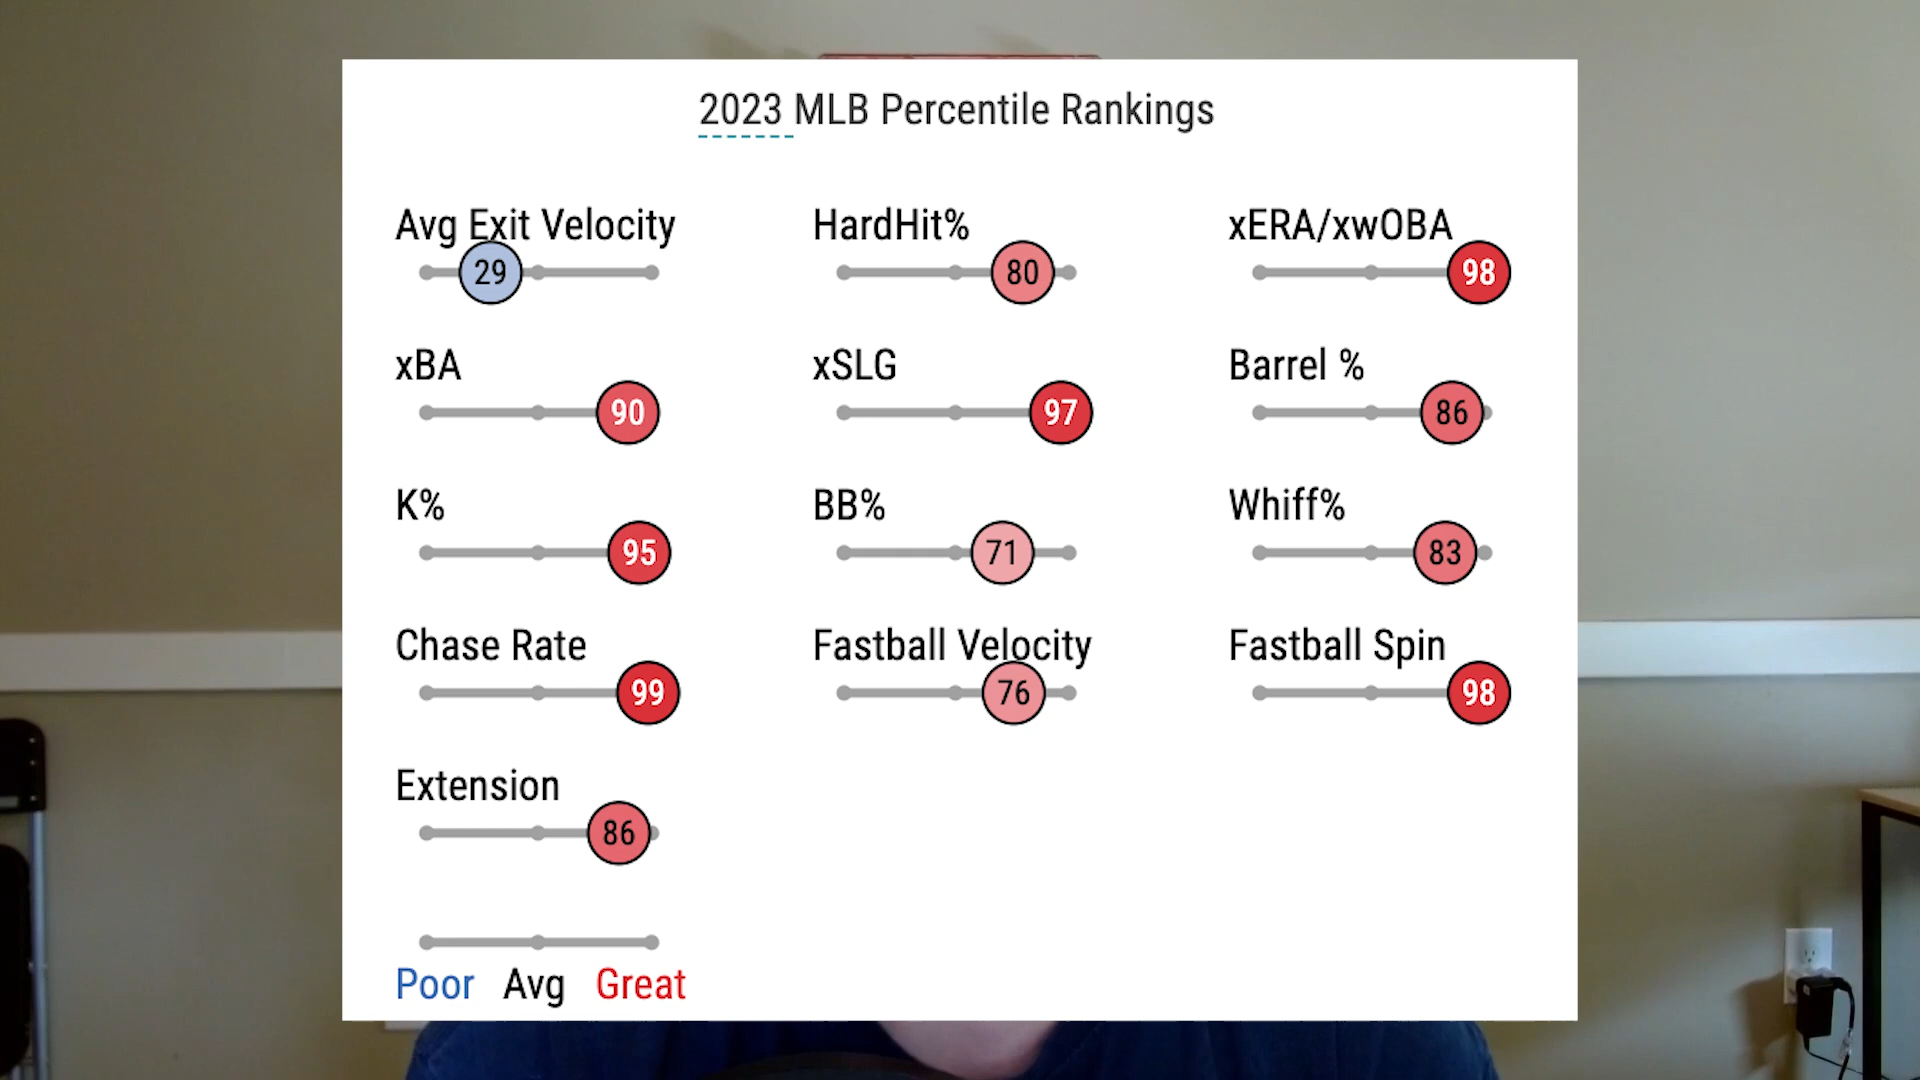 2023 MLB Percentile Rankings
Avg Exit Velocity HardHit% xERA/xwOBA
29 80 98
xBA xSLG Barrel %
90 97 86
K% BB% Whiff%
95 71 83
Chase Rate Fastball Velocity Fastball Spin
99 76 98
Extension
86
Poor Avg Great